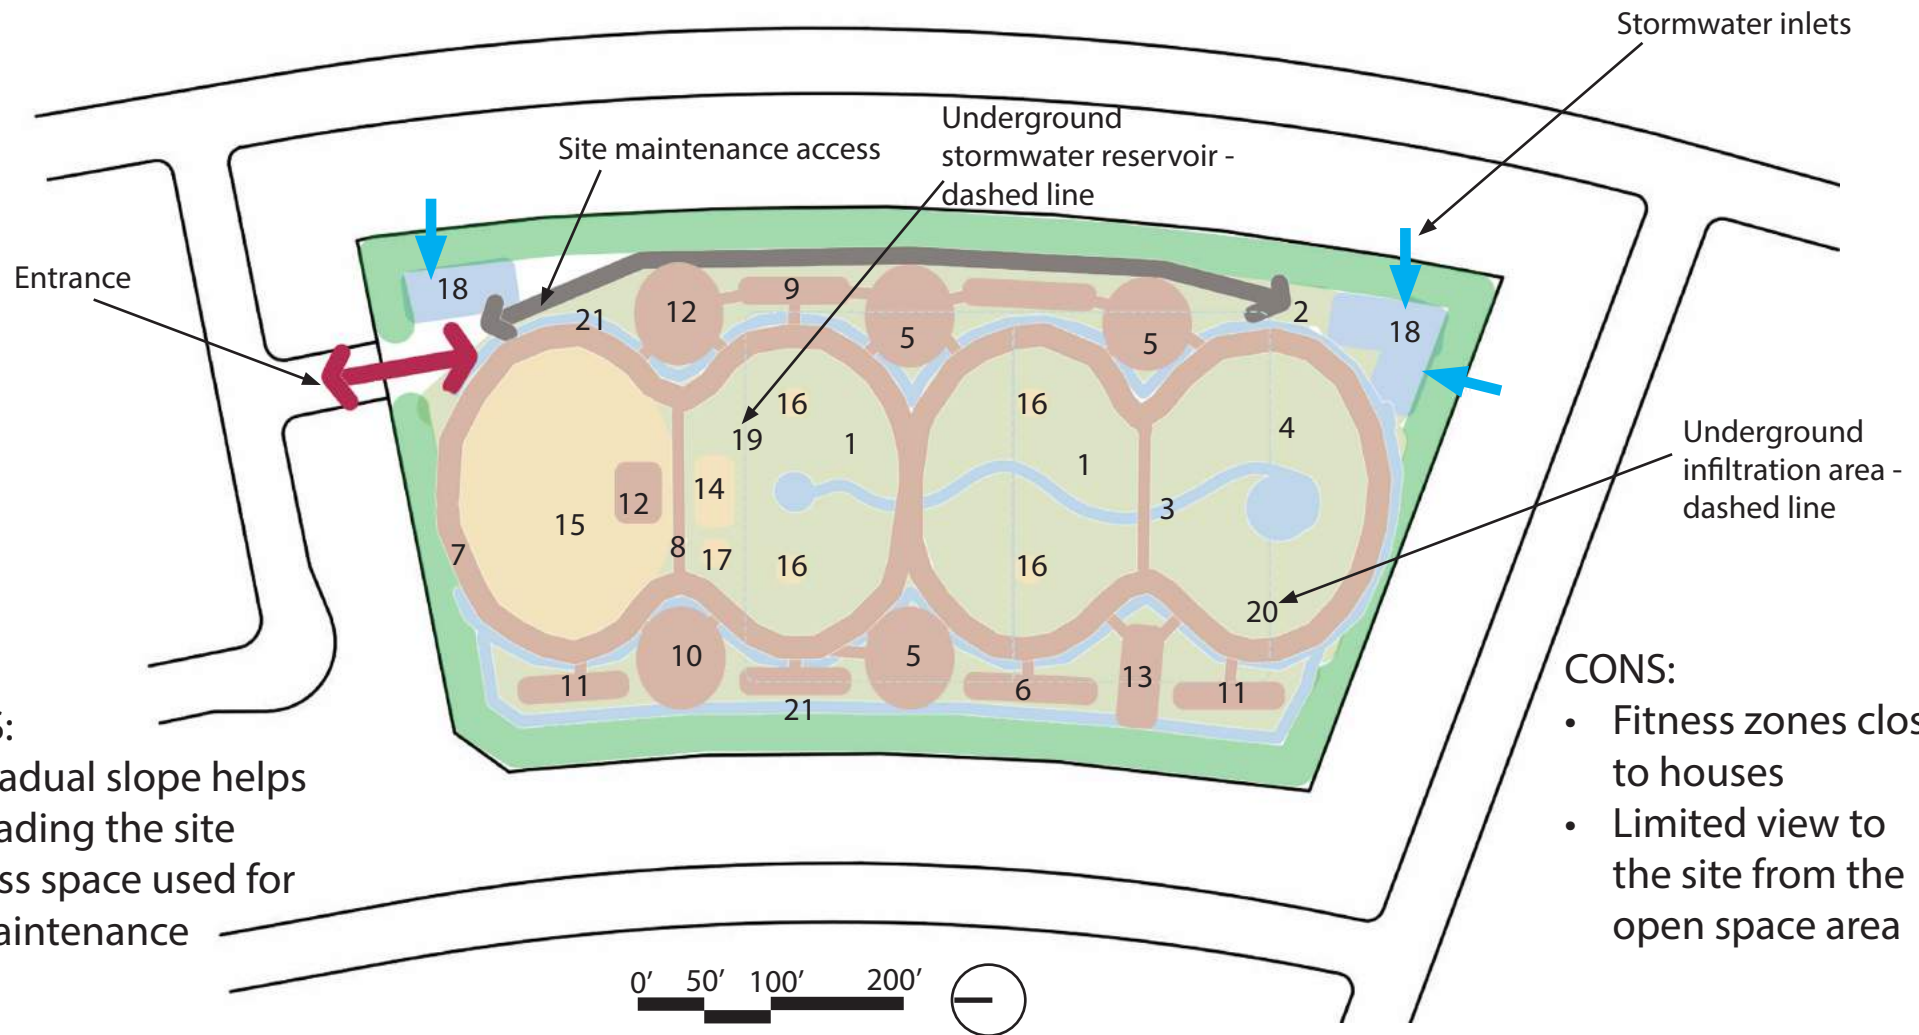 Stormwater inlets
Underground
stormwater reservoir -
dashed line
Site maintenance access
Entrance
18
21
12
9
5
5
2
18
16
19
1
16
1
4
Underground
infiltration area -
dashed line
14
12
15
3
7
8
17
16
16
20
10
5
11
21
6
13
11
S:
adual slope helps
ading the site
ss space used for
aintenance
CONS:
• Fitness zones clos
to houses
• Limited view to
the site from the
open space area
0’ 50’ 100’ 200’